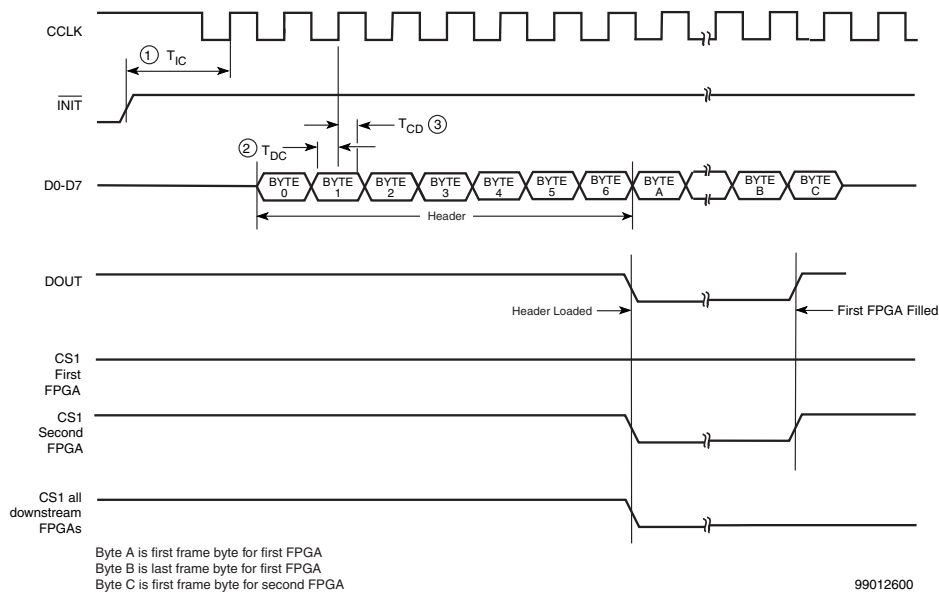 CCLK
① T_IC
INIT
T_CD ③
② T_DC
D0-D7
BYTE 0
BYTE 1
BYTE 2
BYTE 3
BYTE 4
BYTE 5
BYTE 6
BYTE A
BYTE B
BYTE C
Header
DOUT
Header Loaded
First FPGA Filled
CS1
First
FPGA
CS1
Second
FPGA
CS1 all
downstream
FPGAs
Byte A is first frame byte for first FPGA
Byte B is last frame byte for first FPGA
Byte C is first frame byte for second FPGA
99012600